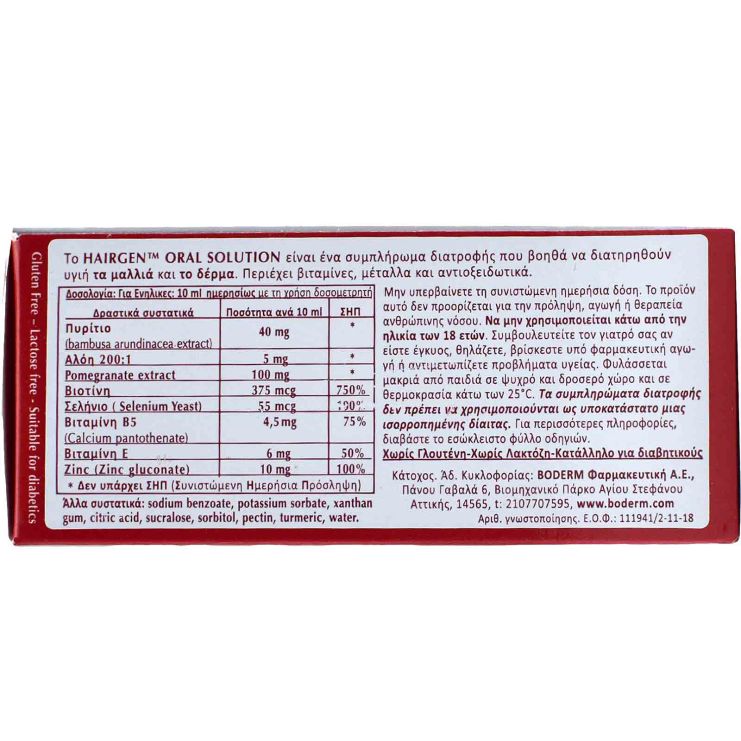 Gluten Free – Lactose free - Suitable for diabetics
Το HAIRGEN™ ORAL SOLUTION είναι ένα συμπλήρωμα διατροφής που βοηθά να διατηρηθούν
υγιή τα μαλλιά και το δέρμα. Περιέχει βιταμίνες, μέταλλα και αντιοξειδωτικά.
Δοσολογία: Για Ενηλικες: 10 ml ημερησίως με τη χρήση δοσομετρητή
Δραστικά συστατικά Ποσότητα ανά 10 ml ΣΗΠ
Πυρίτιο 40 mg *
(bambusa arundinacea extract)
Αλόη 200:1 5 mg *
Pomegranate extract 100 mg *
Βιοτίνη 375 mcg 750%
Σελήνιο ( Selenium Yeast) 55 mcg 100%
Βιταμίνη B5 4,5mg 75%
(Calcium pantothenate)
Βιταμίνη E 6 mg 50%
Zinc (Zinc gluconate) 10 mg 100%
* Δεν υπάρχει ΣΗΠ (Συνιστώμενη Ημερήσια Πρόσληψη)
Άλλα συστατικά: sodium benzoate, potassium sorbate, xanthan
gum, citric acid, sucralose, sorbitol, pectin, turmeric, water.
Μην υπερβαίνετε τη συνιστώμενη ημερήσια δόση. Το προϊόν
αυτό δεν προορίζεται για την πρόληψη, αγωγή ή θεραπεία
ανθρώπινης νόσου. Να μην χρησιμοποιείται κάτω από την
ηλικία των 18 ετών. Συμβουλευτείτε τον γιατρό σας αν
είστε έγκυος, θηλάζετε, βρίσκεστε υπό φαρμακευτική αγω-
γή ή αντιμετωπίζετε προβλήματα υγείας. Φυλάσσεται
μακριά από παιδιά σε ψυχρό και δροσερό χώρο και σε
θερμοκρασία κάτω των 25°C. Τα συμπληρώματα διατροφής
δεν πρέπει να χρησιμοποιούνται ως υποκατάστατο μιας
ισορροπημένης δίαιτας. Για περισσότερες πληροφορίες,
διαβάστε το εσώκλειστο φύλλο οδηγιών.
Χωρίς Γλουτένη-Χωρίς Λακτόζη-Κατάλληλο για διαβητικούς
Κάτοχος. Άδ. Κυκλοφορίας: BODERM Φαρμακευτική Α.Ε.,
Πάνου Γαβαλά 6, Βιομηχανικό Πάρκο Αγίου Στεφάνου
Αττικής, 14565, τ: 2107707595, www.boderm.com
Αριθ. γνωστοποίησης. Ε.Ο.Φ.: 111941/2-11-18